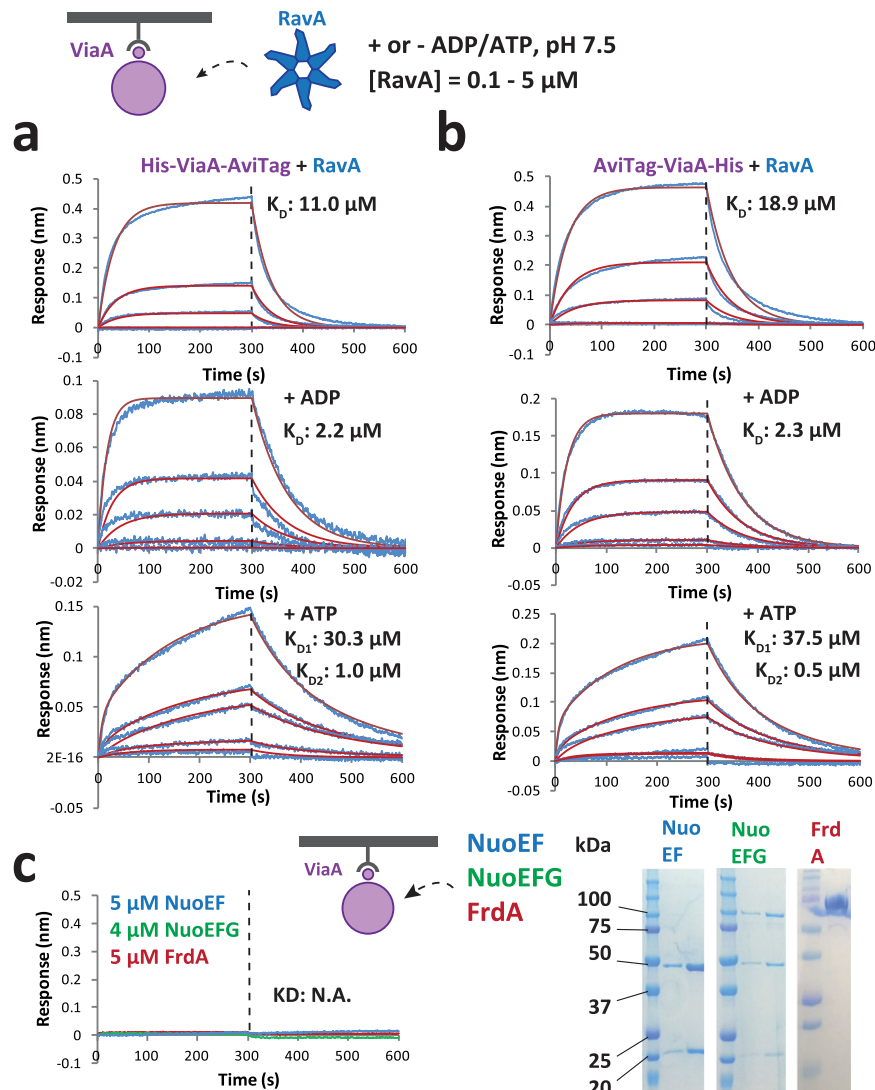 RavA
ViaA
+ or - ADP/ATP, pH 7.5
[RavA] = 0.1 - 5 µM
a
His-ViaA-AviTag + RavA
K_D: 11.0 µM
Response (nm)
0.5
0.4
0.3
0.2
0.1
0
-0.1
0 100 200 300 400 500 600
Time (s)
+ ADP
K_D: 2.2 µM
Response (nm)
0.1
0.08
0.06
0.04
0.02
0
-0.02
0 100 200 300 400 500 600
Time (s)
+ ATP
K_D1: 30.3 µM
K_D2: 1.0 µM
Response (nm)
0.15
0.1
0.05
2E-16
-0.05
0 100 200 300 400 500 600
Time (s)
b
AviTag-ViaA-His + RavA
K_D: 18.9 µM
Response (nm)
0.5
0.4
0.3
0.2
0.1
0
-0.1
0 100 200 300 400 500 600
Time (s)
+ ADP
K_D: 2.3 µM
Response (nm)
0.2
0.15
0.1
0.05
0
-0.05
0 100 200 300 400 500 600
Time (s)
+ ATP
K_D1: 37.5 µM
K_D2: 0.5 µM
Response (nm)
0.25
0.2
0.15
0.1
0.05
0
-0.05
0 100 200 300 400 500 600
Time (s)
c
ViaA
NuoEF
NuoEFG
FrdA
5 µM NuoEF
4 µM NuoEFG
5 µM FrdA
KD: N.A.
Response (nm)
0.5
0.4
0.3
0.2
0.1
0
-0.1
0 100 200 300 400 500 600
Time (s)
kDa
Nuo
EF
Nuo
EFG
Frd
A
100
75
50
37
25
20